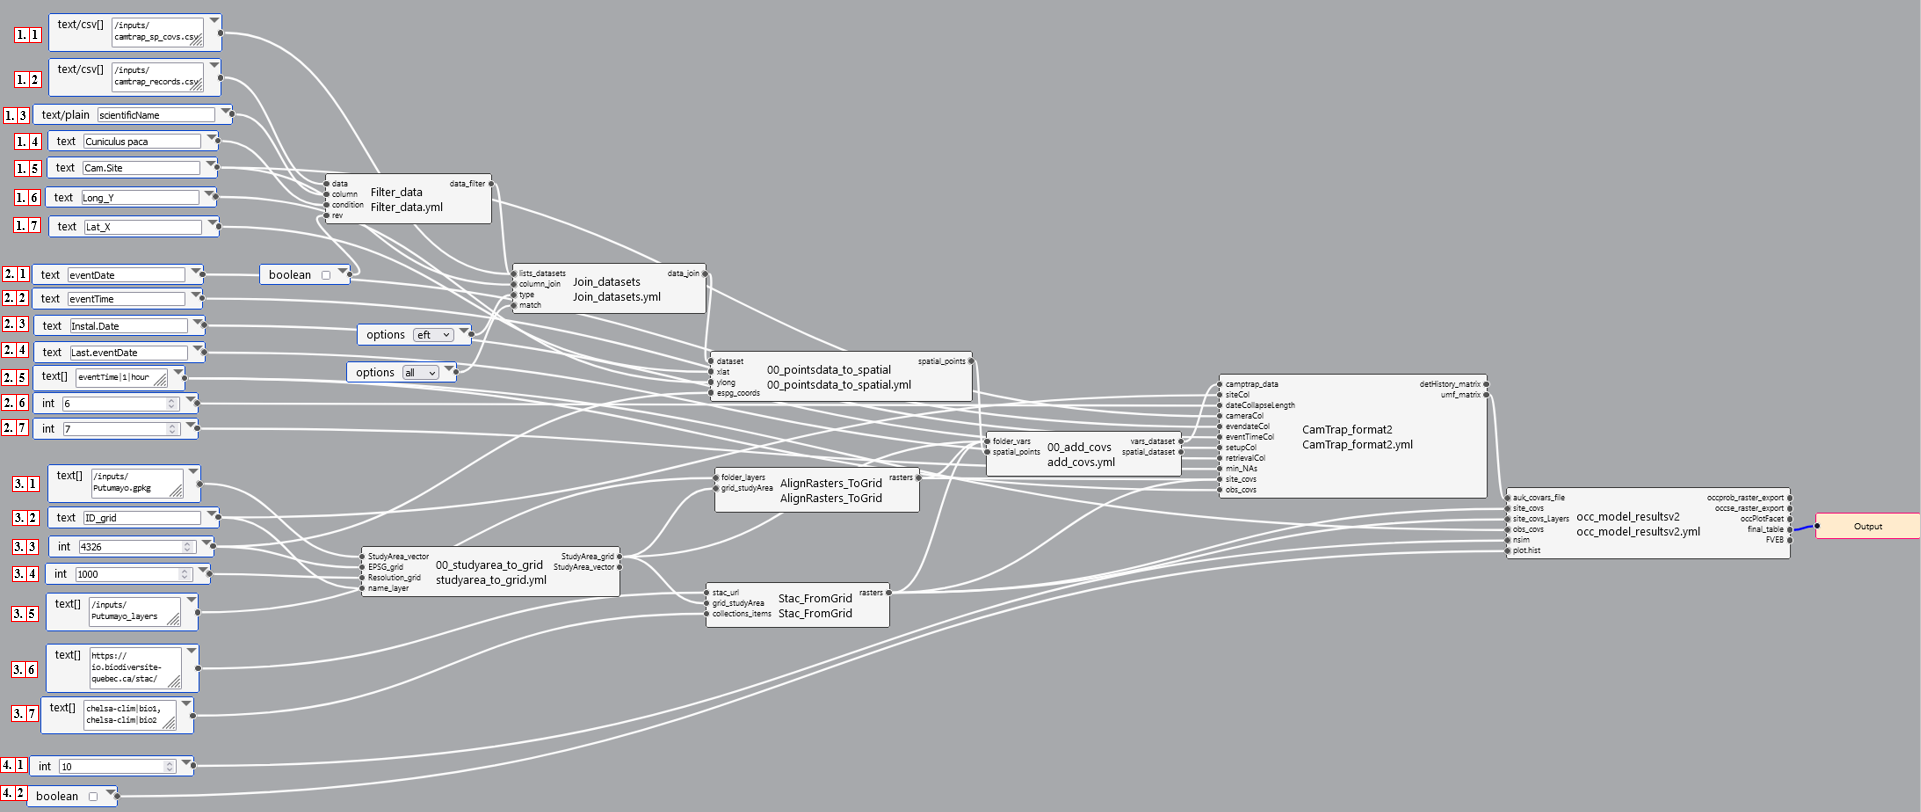 1. 1
text/csv[]
/inputs/
camtrap_sp_covs.csv
1. 2
text/csv[]
/inputs/
camtrap_records.csv
1. 3
text/plain scientificName
1. 4
text Cuniculus paca
1. 5
text Cam.Site
1. 6
text Long_Y
1. 7
text Lat_X
2. 1
text eventDate
boolean
2. 2
text eventTime
2. 3
text Instal.Date
2. 4
text Last.eventDate
2. 5
text[] eventTime|1|hour
2. 6
int 6
2. 7
int 7
options eft
options all
3. 1
text[]
/inputs/
Putumayo.gpkg
3. 2
text ID_grid
3. 3
int 4326
3. 4
int 1000
3. 5
text[]
/inputs/
Putumayo_layers
3. 6
text[]
https://
io.biodiversite-
quebec.ca/stac/
3. 7
text[]
chelsa-clim|bio1,
chelsa-clim|bio2
4. 1
int 10
4. 2
boolean
data
column
condition
rev
Filter_data
Filter_data.yml
data_filter
lists_datasets
column_join
type
match
Join_datasets
Join_datasets.yml
data_join
dataset
xlat
ylong
espg_coords
00_pointsdata_to_spatial
00_pointsdata_to_spatial.yml
spatial_points
folder_vars
spatial_points
00_add_covs
add_covs.yml
vars_dataset
spatial_dataset
folder_layers
grid_studyArea
AlignRasters_ToGrid
AlignRasters_ToGrid
rasters
StudyArea_vector
EPSG_grid
Resolution_grid
name_layer
00_studyarea_to_grid
studyarea_to_grid.yml
StudyArea_grid
StudyArea_vector
stac_url
grid_studyArea
collections_items
Stac_FromGrid
Stac_FromGrid
rasters
camtrap_data
siteCol
dateCollapseLength
cameraCol
evendateCol
eventTimeCol
setupCol
retrievalCol
min_NAs
site_covs
obs_covs
CamTrap_format2
CamTrap_format2.yml
detHistory_matrix
umf_matrix
auk_covars_file
site_covs
site_covs_Layers
obs_covs
nsim
plot.hist
occ_model_resultsv2
occ_model_resultsv2.yml
occprob_raster_export
occse_raster_export
occPlotFacet
final_table
FVEB
Output